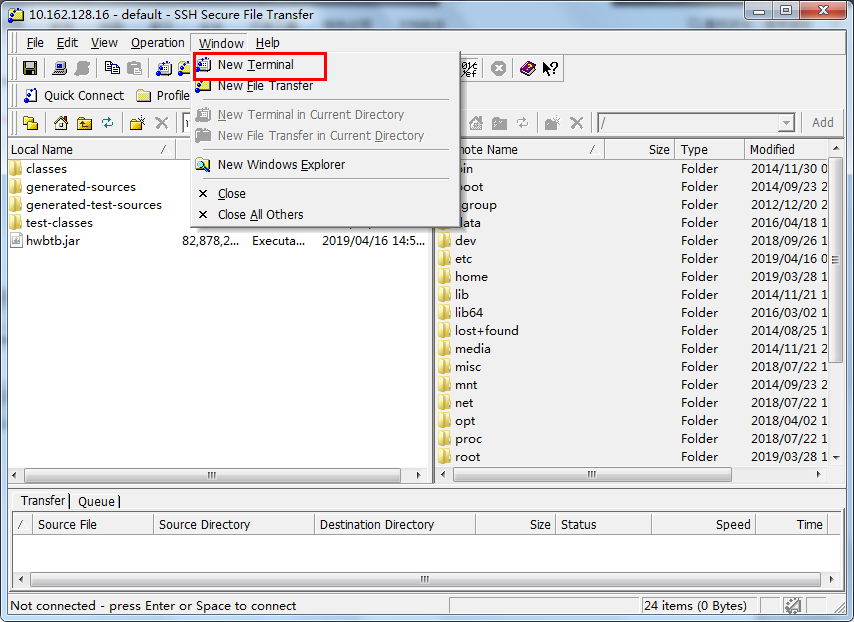 10.162.128.16 - default - SSH Secure File Transfer
File Edit View Operation Window Help
New Terminal
New File Transfer
New Terminal in Current Directory
New File Transfer in Current Directory
New Windows Explorer
Close
Close All Others
Quick Connect Profile
/ Add
Local Name /
classes
generated-sources
generated-test-sources
test-classes
hwbtb.jar 82,878,2... Executa... 2019/04/16 14:5...
mote Name / Size Type Modified
bin Folder 2014/11/30 0
boot Folder 2014/09/23 2
cgroup Folder 2012/12/20 2
data Folder 2016/04/18 1
dev Folder 2018/09/26 1
etc Folder 2019/04/16 0
home Folder 2019/03/28 1
lib Folder 2014/11/21 1
lib64 Folder 2016/03/02 1
lost+found Folder 2014/08/25 1
media Folder 2014/11/21 2
misc Folder 2018/07/22 1
mnt Folder 2014/09/23 2
net Folder 2018/07/22 1
opt Folder 2018/04/02 1
proc Folder 2018/07/22 1
root Folder 2019/03/28 1
Transfer Queue
/ Source File Source Directory Destination Directory Size Status Speed Time
Not connected - press Enter or Space to connect 24 items (0 Bytes)